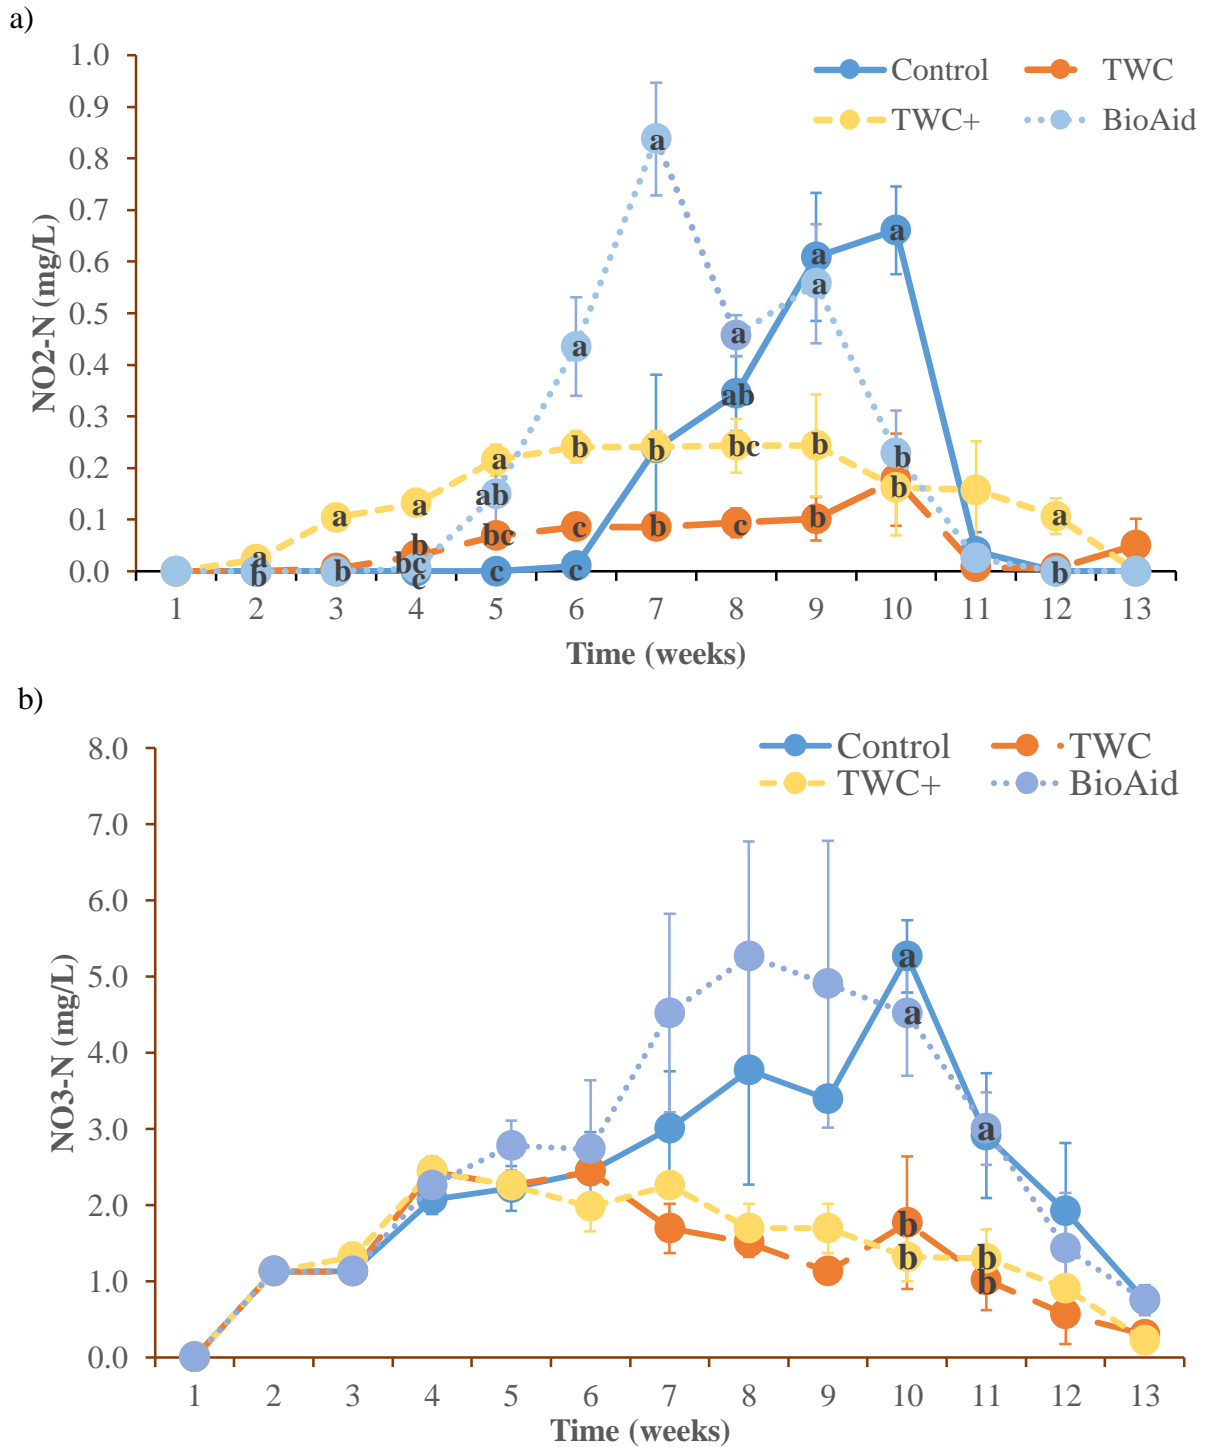 a)
1.0
Control TWC
0.9
TWC+ BioAid
0.8
a
0.7
a
a
0.6
a
NO2-N (mg/L)
0.5
a
a
0.4
ab
0.3
b b bc b
b
0.2
a
b
ab
0.1
a a
bc c b c b
a
b
a
0.0
b b bc c c c b
1 2 3 4 5 6 7 8 9 10 11 12 13
Time (weeks)
b)
8.0
Control TWC
TWC+ BioAid
7.0
6.0
a
5.0
a
NO3-N (mg/L)
4.0
3.0
a
2.0
b
b b
1.0
b
0.0
1 2 3 4 5 6 7 8 9 10 11 12 13
Time (weeks)